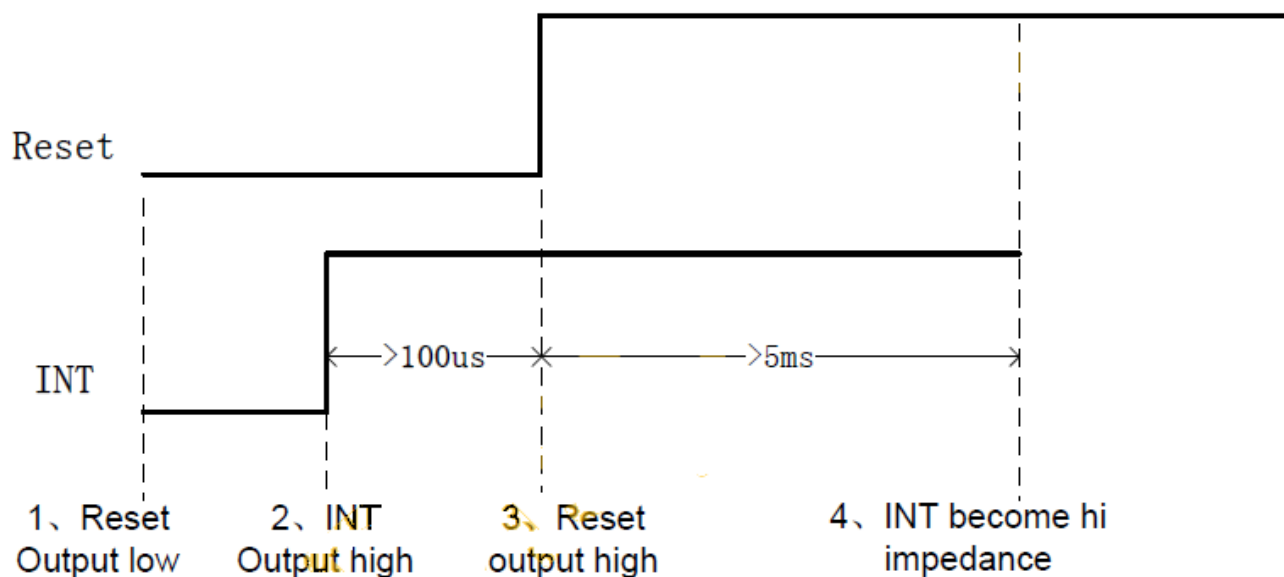 Reset
>100us
>5ms
INT
1、Reset
Output low
2、INT
Output high
3、Reset
output high
4、INT become hi
impedance